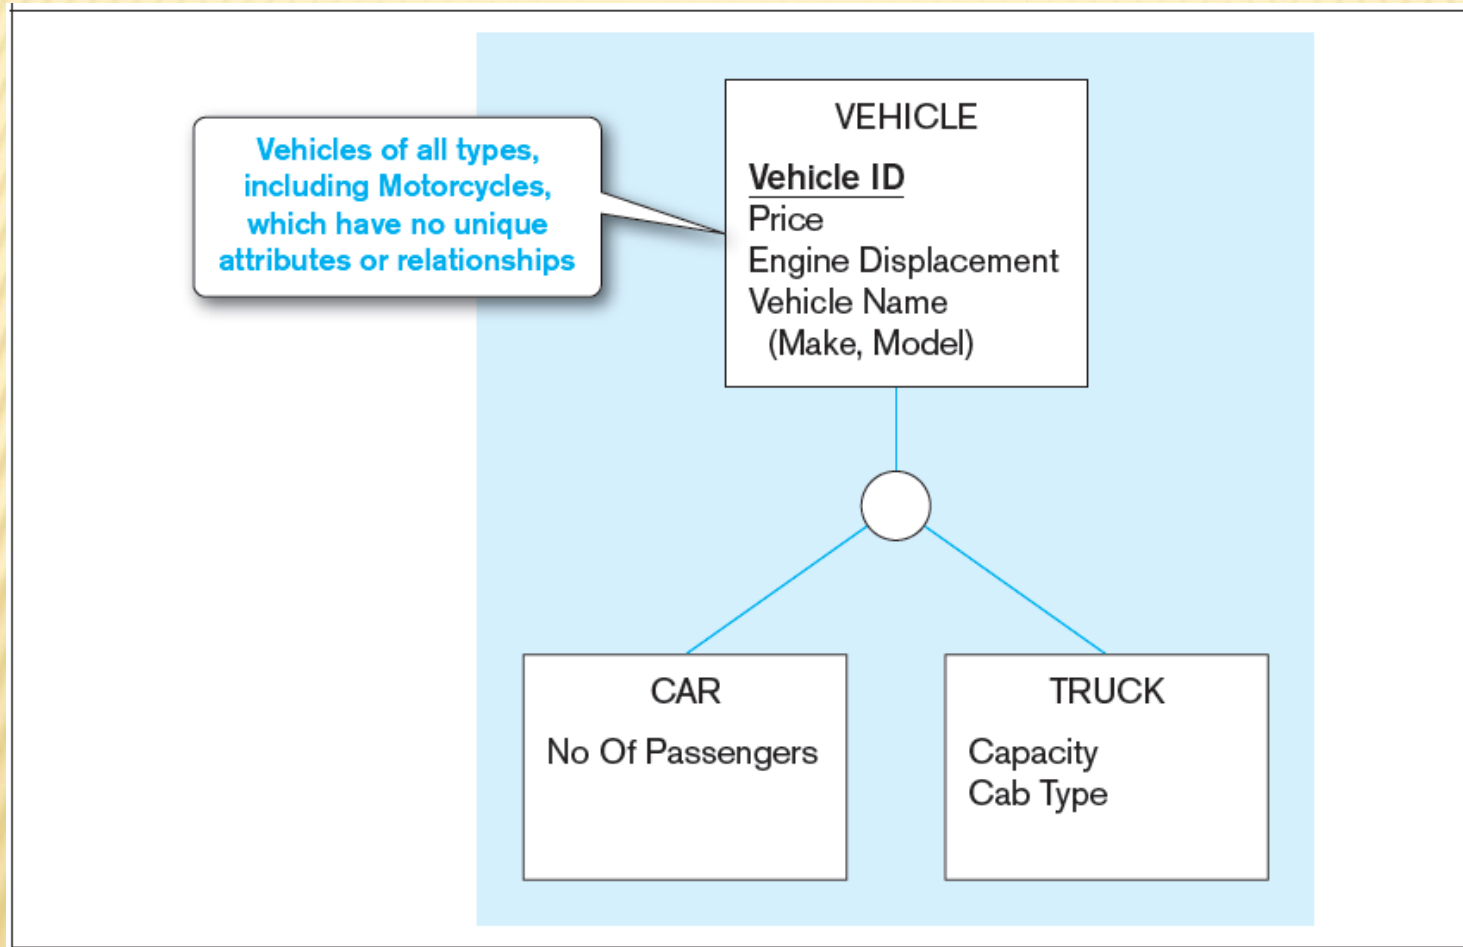 Vehicles of all types,
including Motorcycles,
which have no unique
attributes or relationships
VEHICLE
Vehicle ID
Price
Engine Displacement
Vehicle Name
(Make, Model)
CAR
No Of Passengers
TRUCK
Capacity
Cab Type